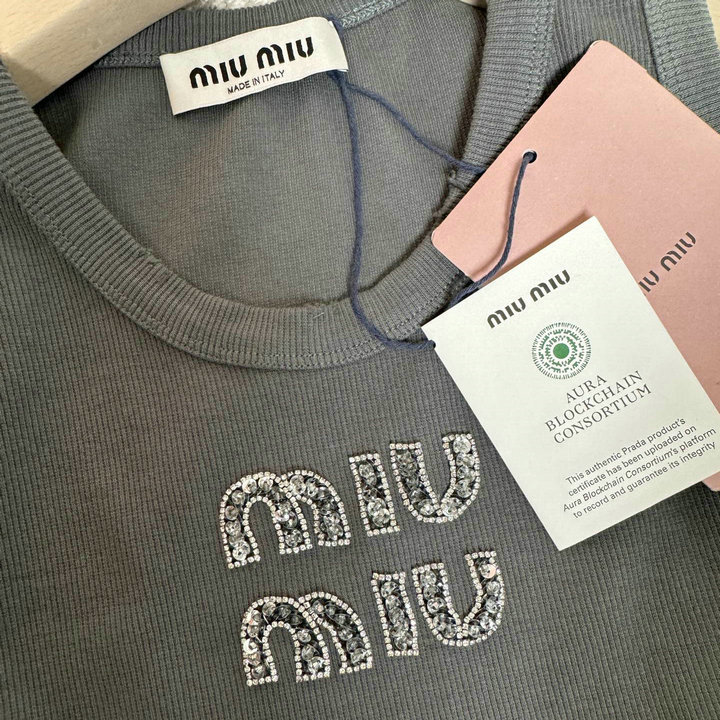 MIU MIU
MADE IN ITALY
MIU MIU
MIU MIU
AURA
BLOCKCHAIN
CONSORTIUM
This authentic Prada product's
certificate has been uploaded on
Aura Blockchain Consortium's platform
to record and guarantee its integrity
MIU
MIU